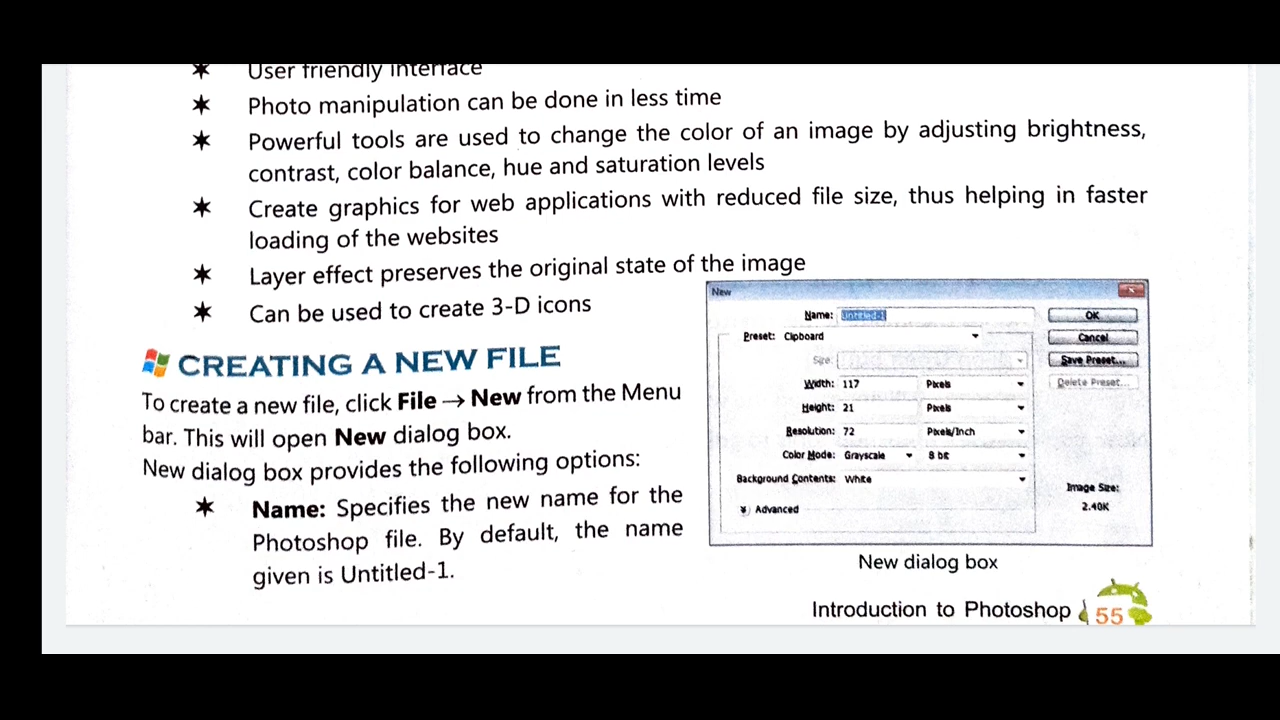 User friendly interface
✶ Photo manipulation can be done in less time
✶ Powerful tools are used to change the color of an image by adjusting brightness,
contrast, color balance, hue and saturation levels
✶ Create graphics for web applications with reduced file size, thus helping in faster
loading of the websites
✶ Layer effect preserves the original state of the image
✶ Can be used to create 3-D icons
CREATING A NEW FILE
To create a new file, click File → New from the Menu
bar. This will open New dialog box.
New dialog box provides the following options:
✶ Name: Specifies the new name for the
Photoshop file. By default, the name
given is Untitled-1.
New
Name: Untitled-1 OK
Preset: Clipboard Cancel
Size: Save Preset...
Width: 117 Pixels Delete Preset...
Height: 21 Pixels
Resolution: 72 Pixels/Inch
Color Mode: Grayscale 8 bit
Background Contents: White
Image Size:
2.40K
Advanced
New dialog box
Introduction to Photoshop 55